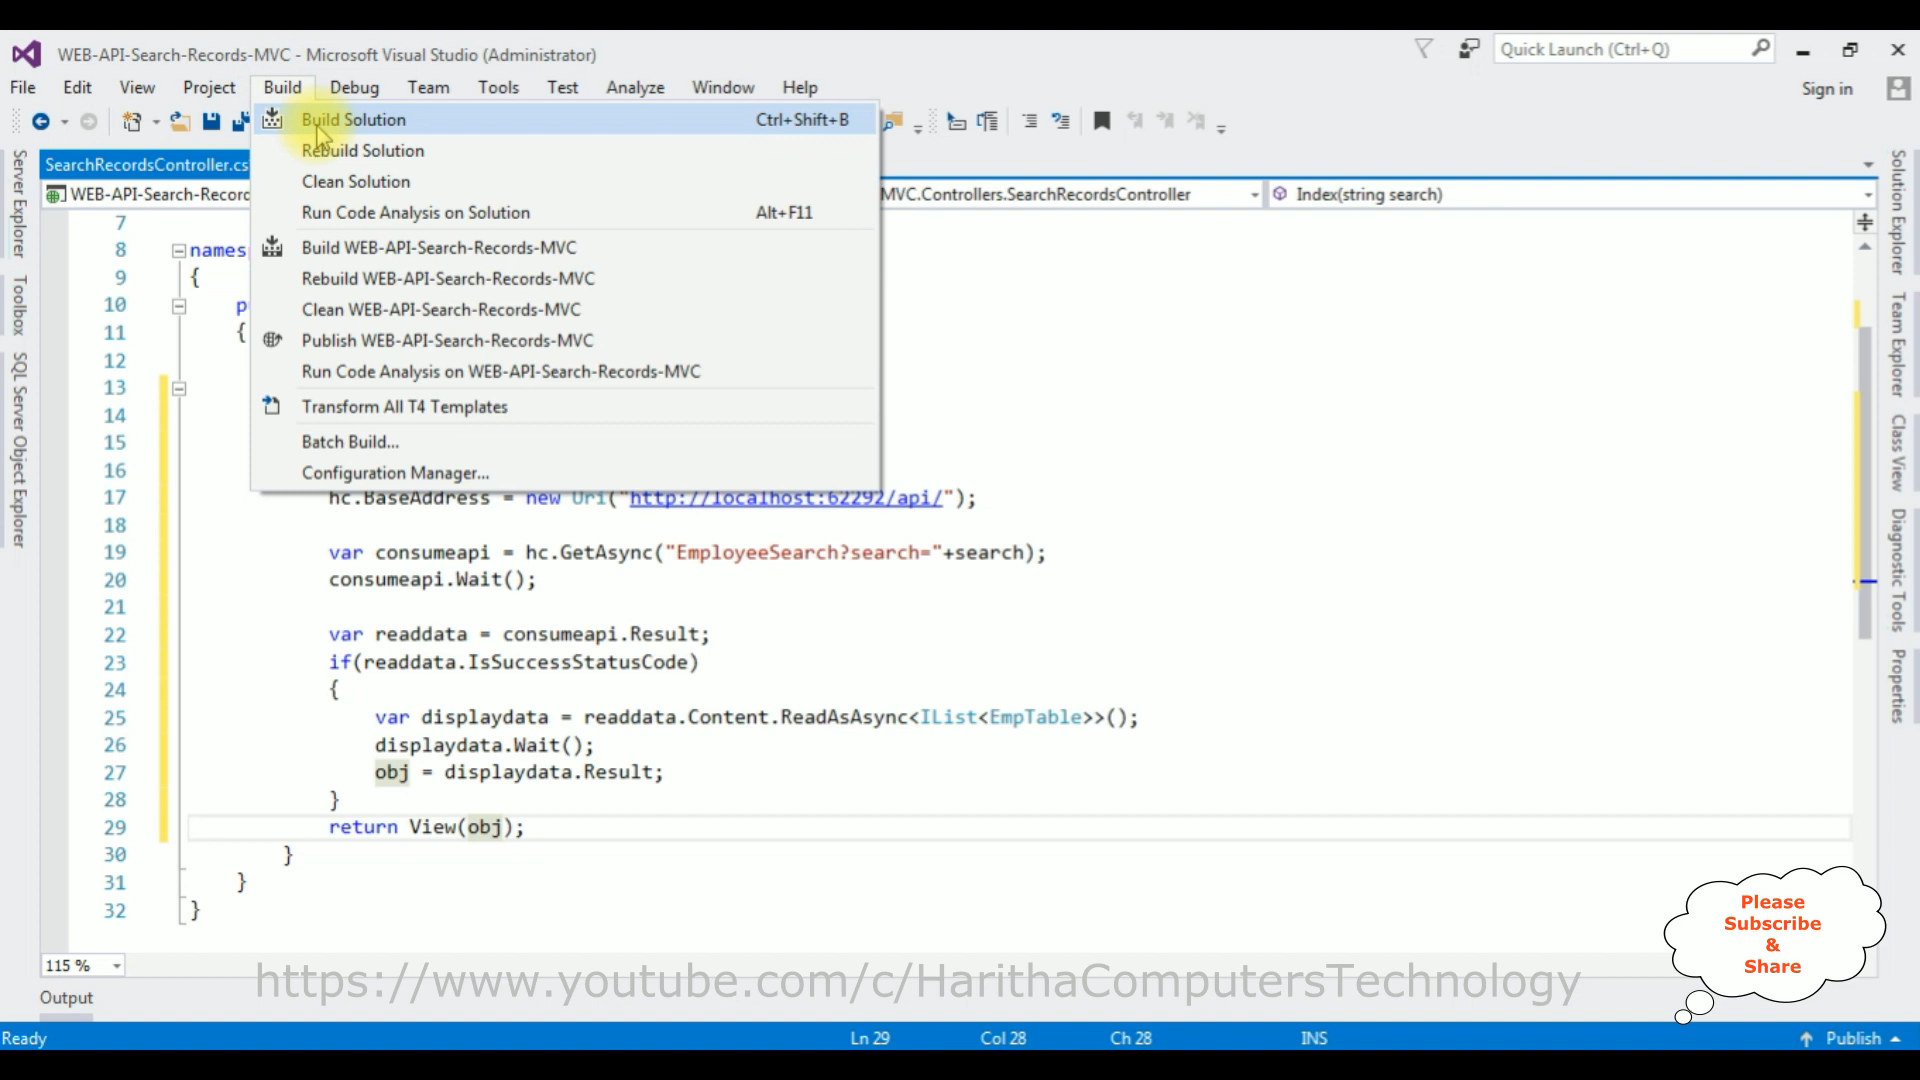 WEB-API-Search-Records-MVC - Microsoft Visual Studio (Administrator)
Quick Launch (Ctrl+Q)
File Edit View Project Build Debug Team Tools Test Analyze Window Help
Sign in
Build Solution Ctrl+Shift+B
Rebuild Solution
Clean Solution
Run Code Analysis on Solution Alt+F11
Build WEB-API-Search-Records-MVC
Rebuild WEB-API-Search-Records-MVC
Clean WEB-API-Search-Records-MVC
Publish WEB-API-Search-Records-MVC
Run Code Analysis on WEB-API-Search-Records-MVC
Transform All T4 Templates
Batch Build...
Configuration Manager...
Server Explorer
Toolbox
SQL Server Object Explorer
SearchRecordsController.cs
WEB-API-Search-Record
MVC.Controllers.SearchRecordsController
Index(string search)
7
8 names
9 {
10 p
11 {
12
13
14
15
16
17 hc.BaseAddress = new Uri("http://localhost:62292/api/");
18
19 var consumeapi = hc.GetAsync("EmployeeSearch?search="+search);
20 consumeapi.Wait();
21
22 var readdata = consumeapi.Result;
23 if(readdata.IsSuccessStatusCode)
24 {
25 var displaydata = readdata.Content.ReadAsAsync<IList<EmpTable>>();
26 displaydata.Wait();
27 obj = displaydata.Result;
28 }
29 return View(obj);
30 }
31 }
32 }
Solution Explorer
Team Explorer
Class View
Diagnostic Tools
Properties
Please
Subscribe
&
Share
115 %
https://www.youtube.com/c/HarithaComputersTechnology
Output
Ready Ln 29 Col 28 Ch 28 INS Publish